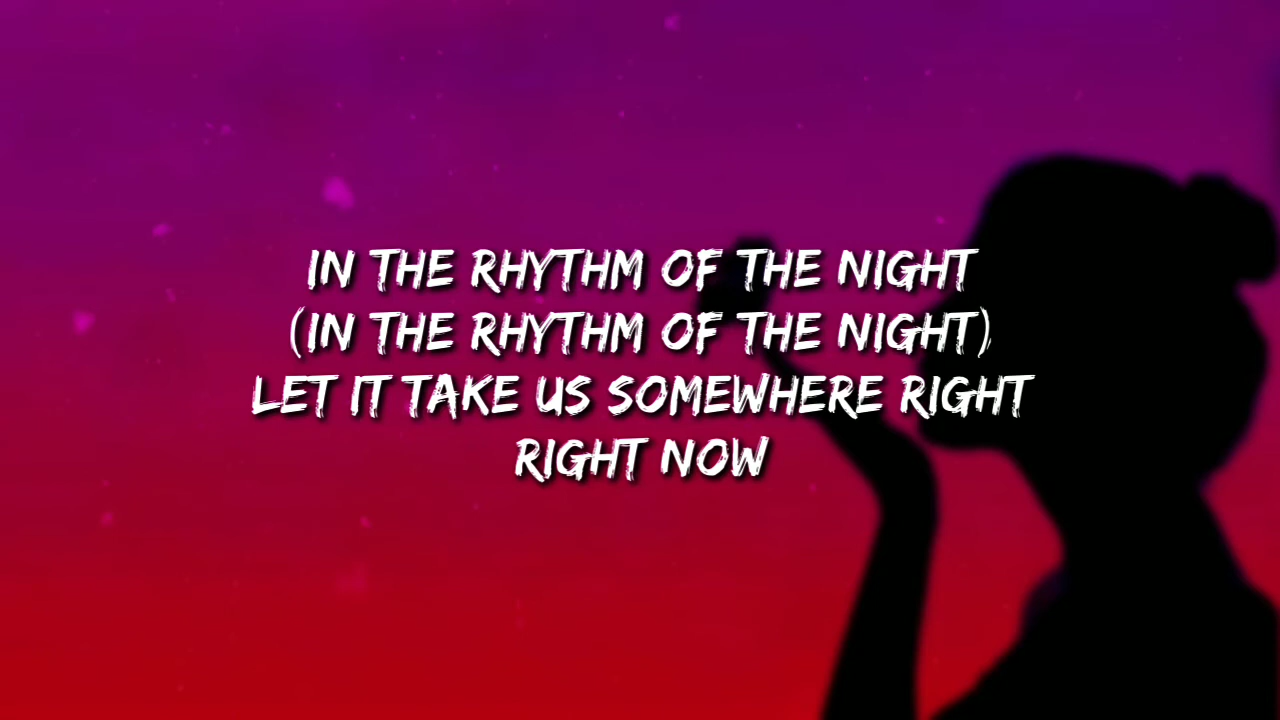 IN THE RHYTHM OF THE NIGHT
(IN THE RHYTHM OF THE NIGHT)
LET IT TAKE US SOMEWHERE RIGHT
RIGHT NOW